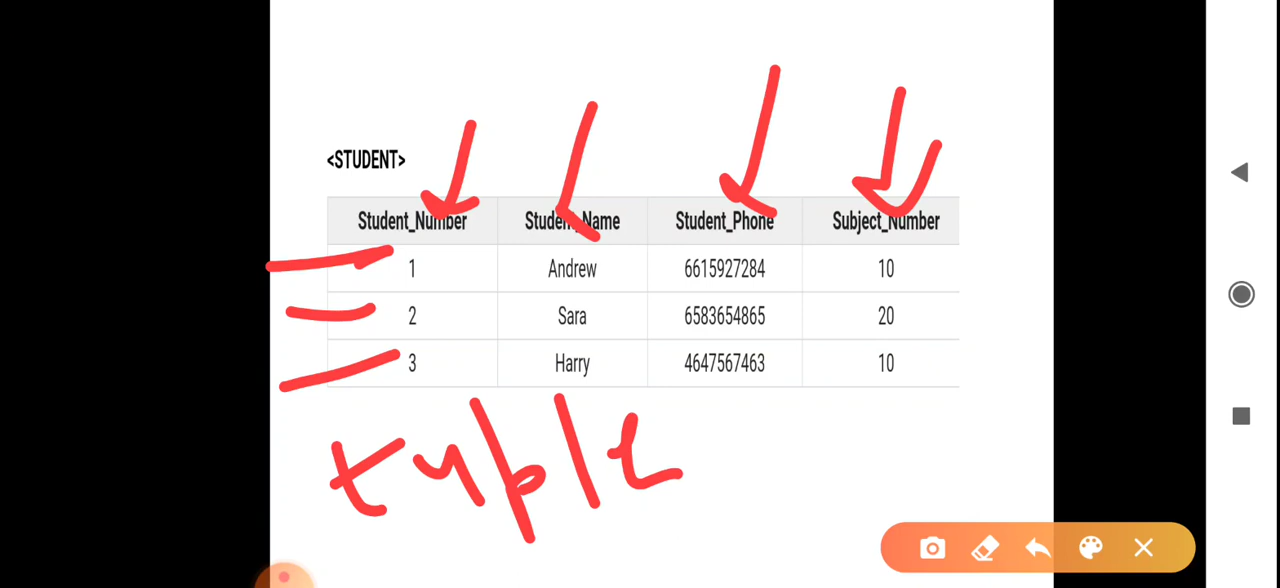 <STUDENT>
Student_Number Student_Name Student_Phone Subject_Number
1 Andrew 6615927284 10
2 Sara 6583654865 20
3 Harry 4647567463 10
tuple